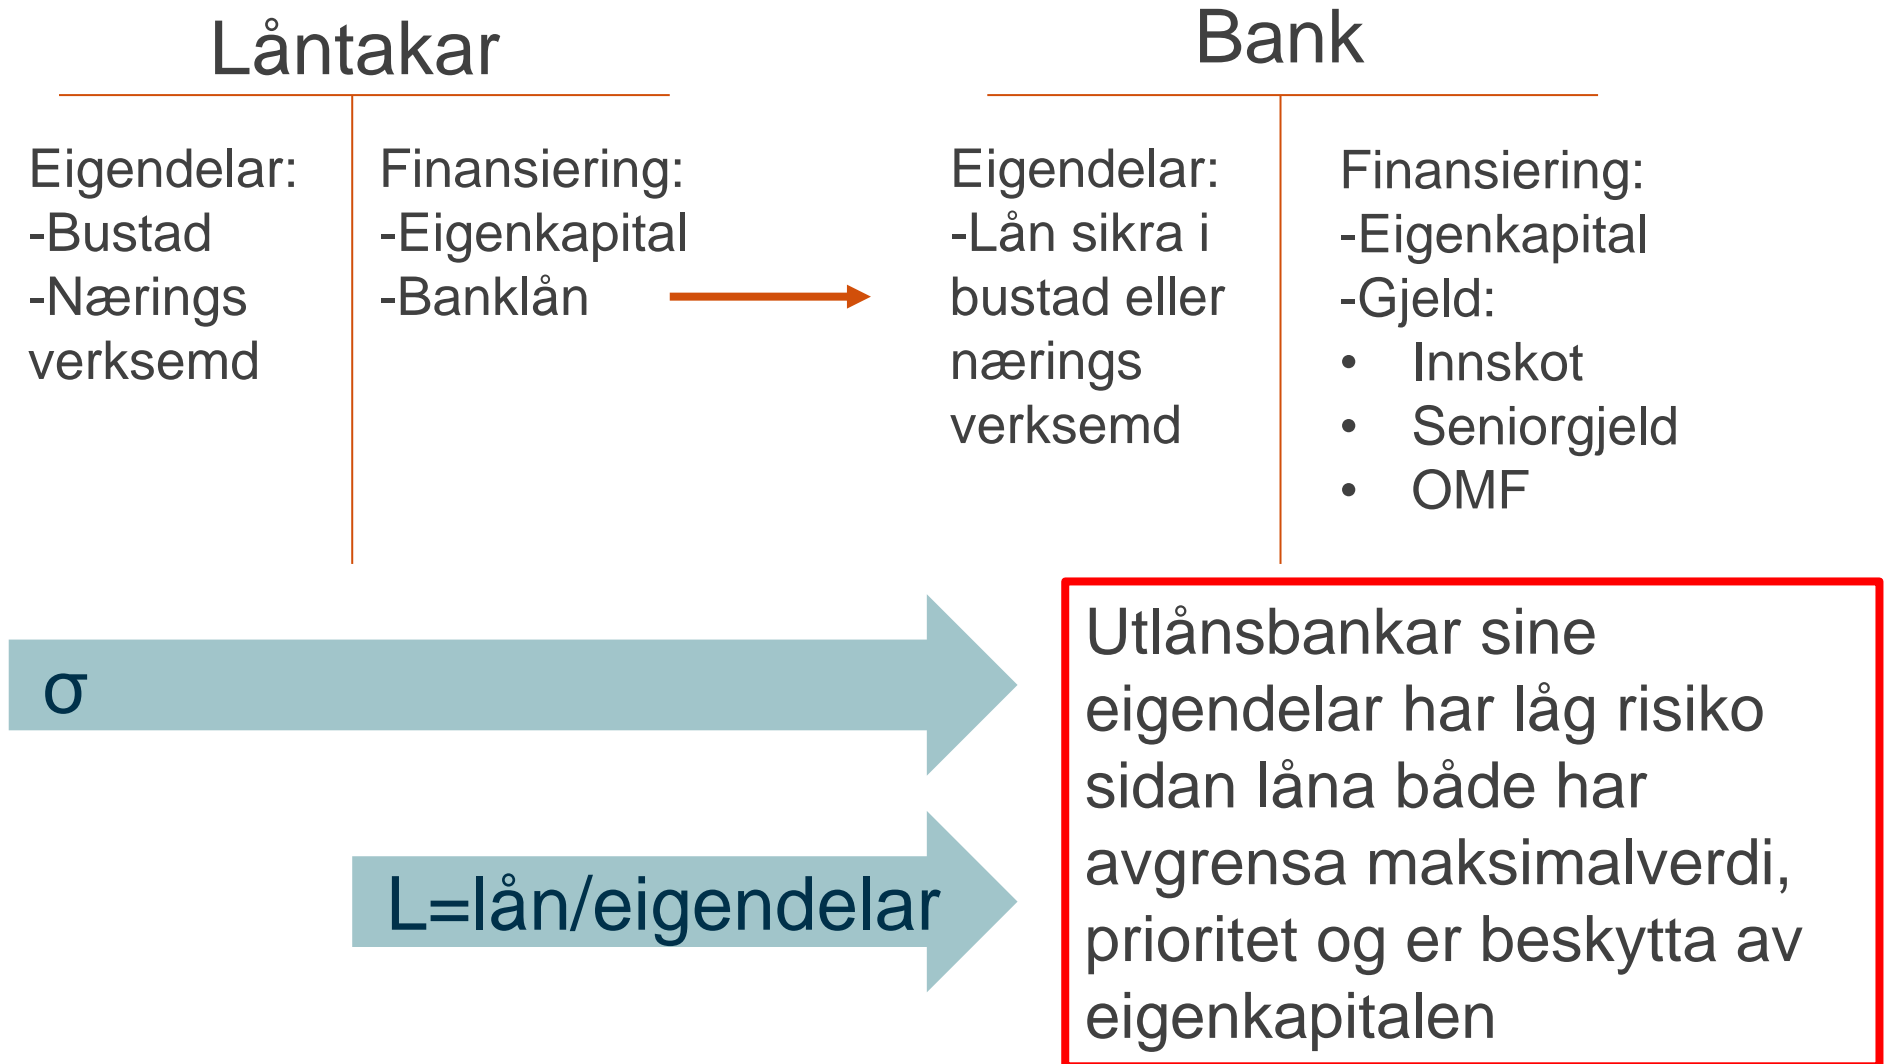 Låntakar
Eigendelar:
-Bustad
-Nærings
verksemd
Finansiering:
-Eigenkapital
-Banklån
Bank
Eigendelar:
-Lån sikra i
bustad eller
nærings
verksemd
Finansiering:
-Eigenkapital
-Gjeld:
• Innskot
• Seniorgjeld
• OMF
σ
L=lån/eigendelar
Utlånsbankar sine
eigendelar har låg risiko
sidan låna både har
avgrensa maksimalverdi,
prioritet og er beskytta av
eigenkapitalen